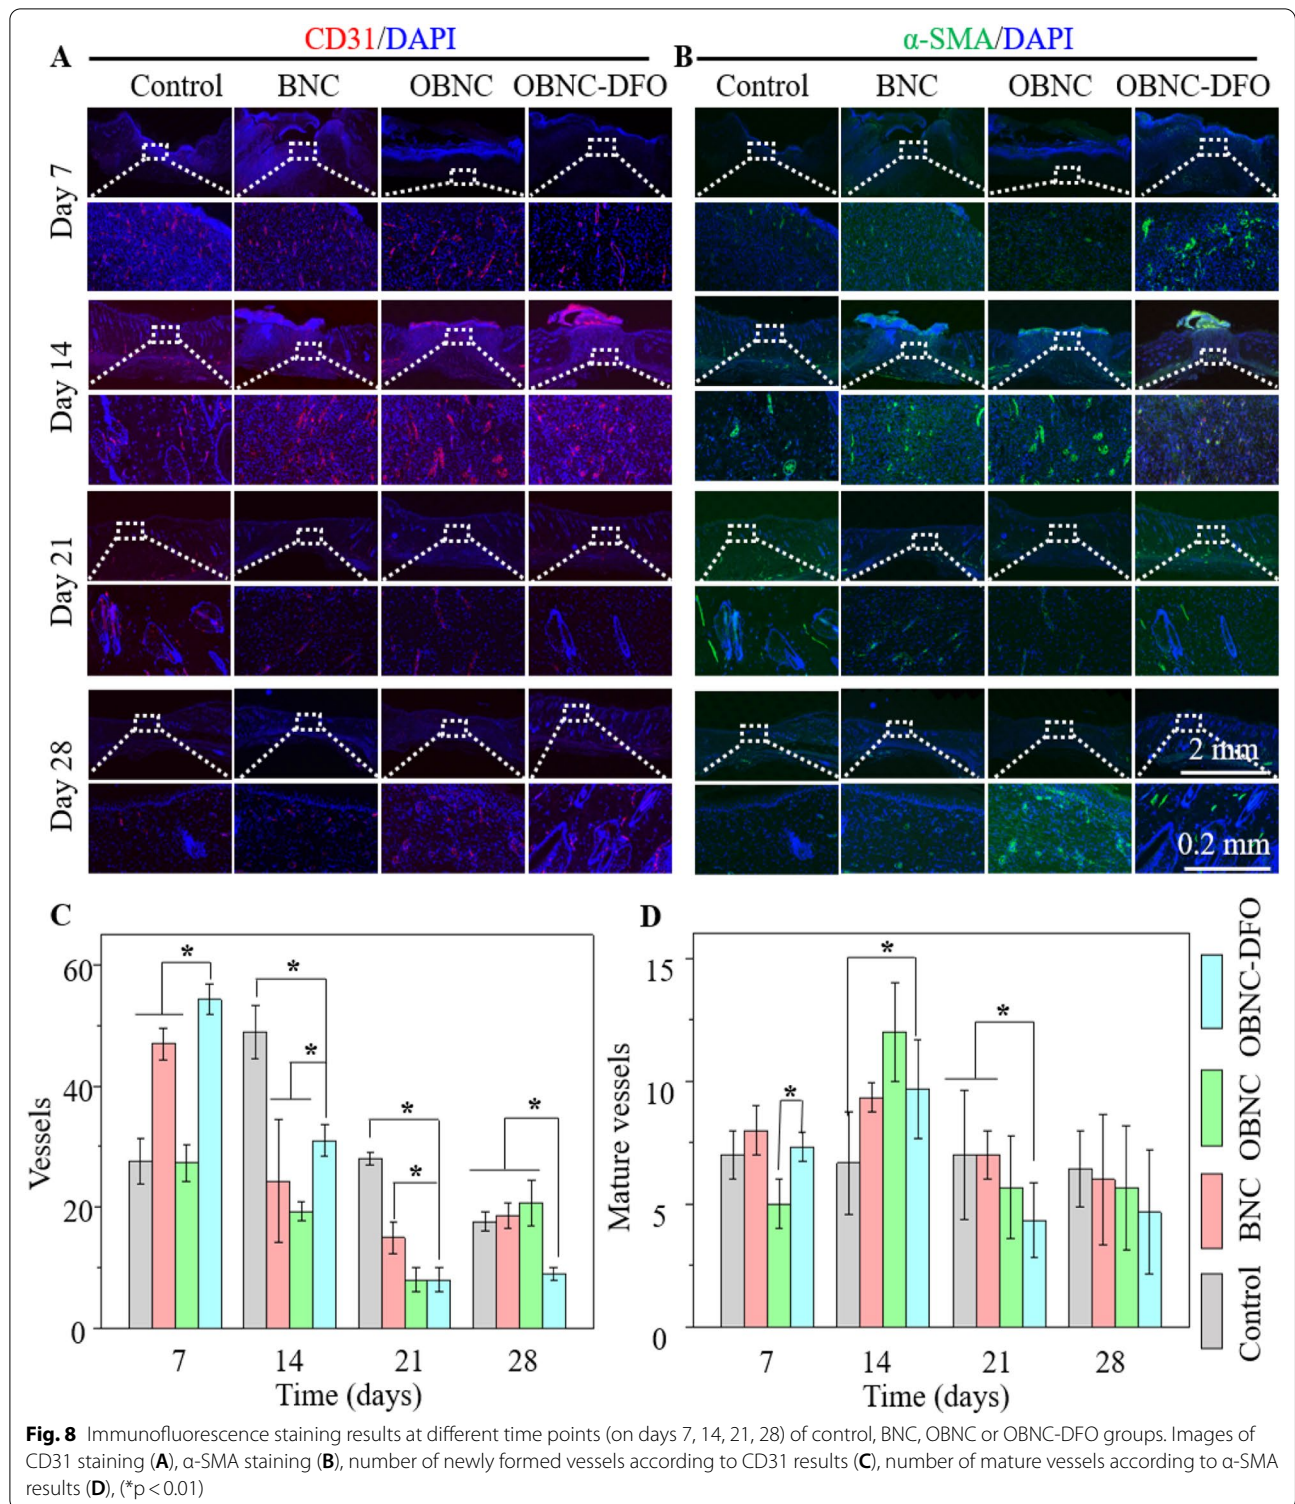 A
CD31/DAPI
Control BNC OBNC OBNC-DFO
Day 7
Day 14
Day 21
Day 28
B
α-SMA/DAPI
Control BNC OBNC OBNC-DFO
2 mm
0.2 mm
C
Vessels
60
40
20
0
* * * * * *
7 14 21 28
Time (days)
D
Mature vessels
15
10
5
0
* * *
7 14 21 28
Time (days)
Control BNC OBNC OBNC-DFO
Fig. 8 Immunofluorescence staining results at different time points (on days 7, 14, 21, 28) of control, BNC, OBNC or OBNC-DFO groups. Images of
CD31 staining (A), α-SMA staining (B), number of newly formed vessels according to CD31 results (C), number of mature vessels according to α-SMA
results (D), (*p < 0.01)